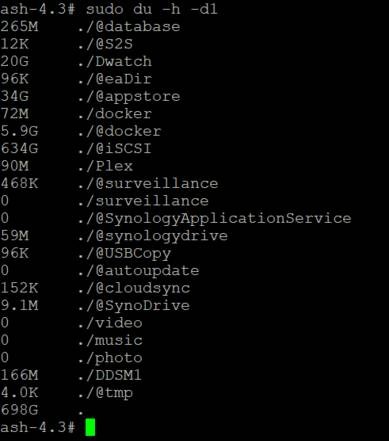 ash-4.3# sudo du -h -d1
265M    ./@database
12K     ./@S2S
20G     ./Dwatch
96K     ./@eaDir
34G     ./@appstore
72M     ./docker
5.9G    ./@docker
634G    ./@iSCSI
90M     ./Plex
468K    ./@surveillance
0       ./surveillance
0       ./@SynologyApplicationService
59M     ./@synologydrive
96K     ./@USBCopy
0       ./@autoupdate
152K    ./@cloudsync
9.1M    ./@SynoDrive
0       ./video
0       ./music
0       ./photo
166M    ./DDSM1
4.0K    ./@tmp
698G    .
ash-4.3#